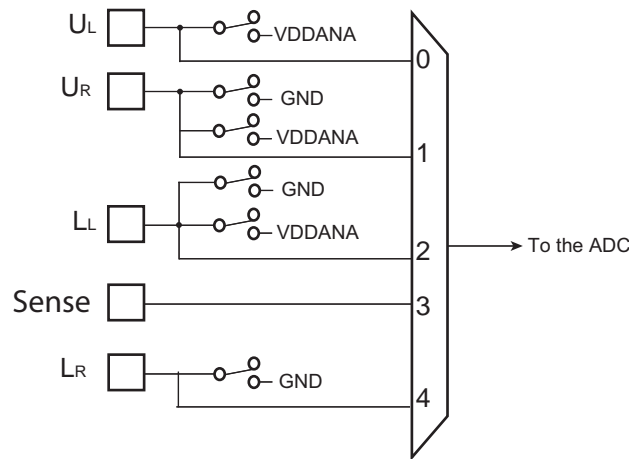 UL
VDDANA
0
UR
GND
VDDANA
1
LL
GND
VDDANA
2
To the ADC
Sense
3
LR
GND
4